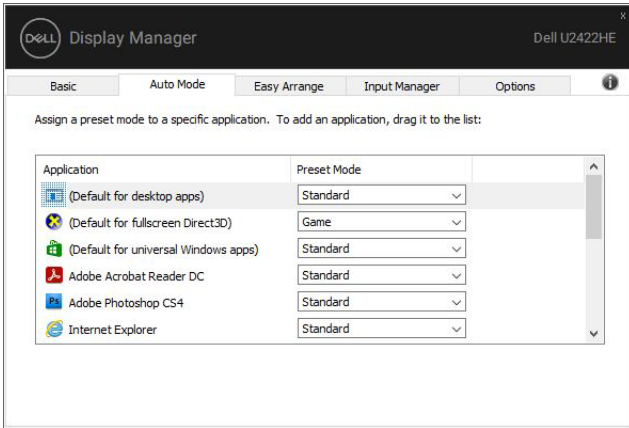 DELL Display Manager
x
Dell U2422HE
Basic Auto Mode Easy Arrange Input Manager Options i
Assign a preset mode to a specific application. To add an application, drag it to the list:
Application Preset Mode
(Default for desktop apps) Standard
(Default for fullscreen Direct3D) Game
(Default for universal Windows apps) Standard
Adobe Acrobat Reader DC Standard
Ps Adobe Photoshop CS4 Standard
Internet Explorer Standard